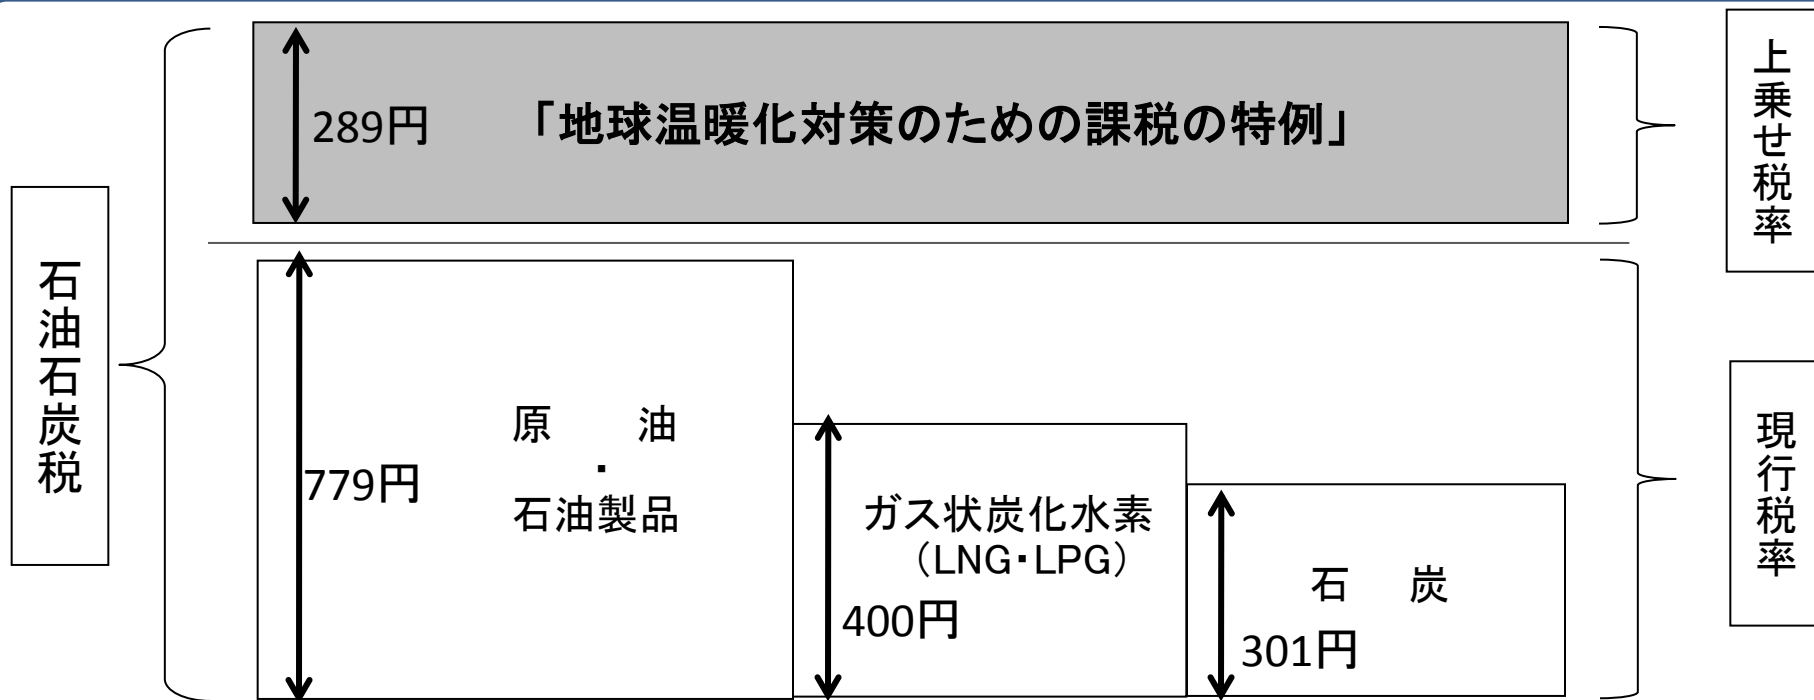 石油石炭税
289円
「地球温暖化対策のための課税の特例」
上乗せ税率
779円
原　油
・
石油製品
ガス状炭化水素
（LNG・LPG）
400円
石　炭
301円
現行税率